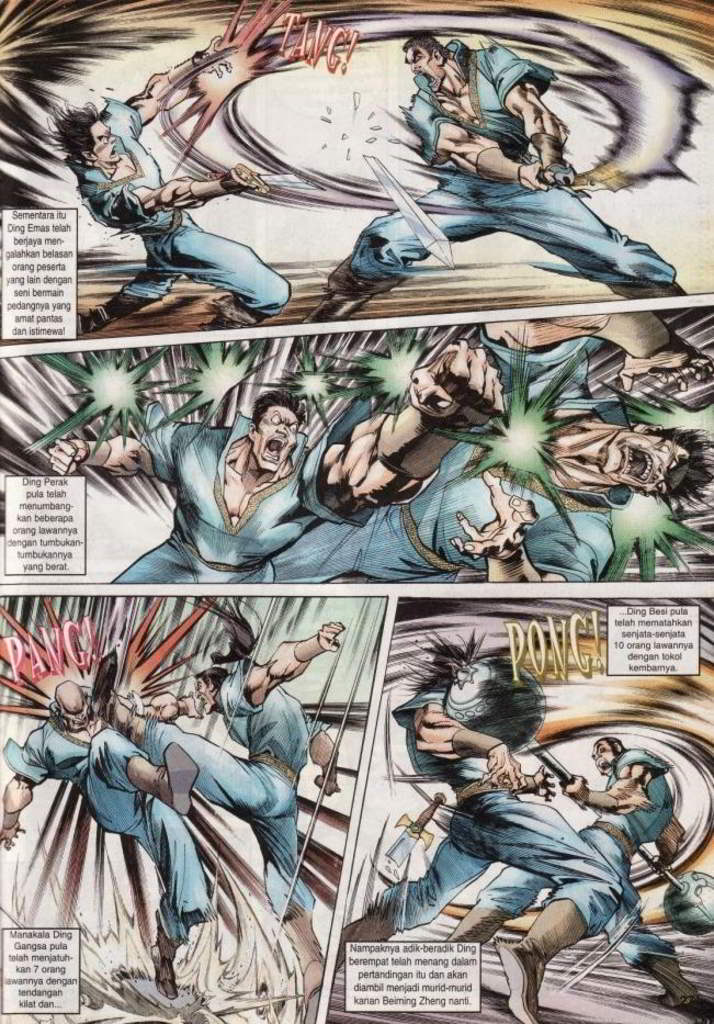 TANG!
Sementara itu
Ding Emas telah
berjaya men-
galahkan belasan
orang peserta
yang lain dengan
seni bermain
pedangnya yang
amat pantas
dan istimewa!
Ding Perak
pula telah
menumbang-
kan beberapa
orang lawannya
dengan tumbukan-
tumbukannya
yang berat.
PANG!
Manakala Ding
Gangsa pula
telah menjatuh-
kan 7 orang
lawannya dengan
tendangan
kilat dan...
PONG!
...Ding Besi pula
telah mematahkan
senjata-senjata
10 orang lawannya
dengan tokol
kembarnya.
Nampaknya adik-beradik Ding
berempat telah menang dalam
pertandingan itu dan akan
diambil menjadi murid-murid
kanan Beiming Zheng nanti.